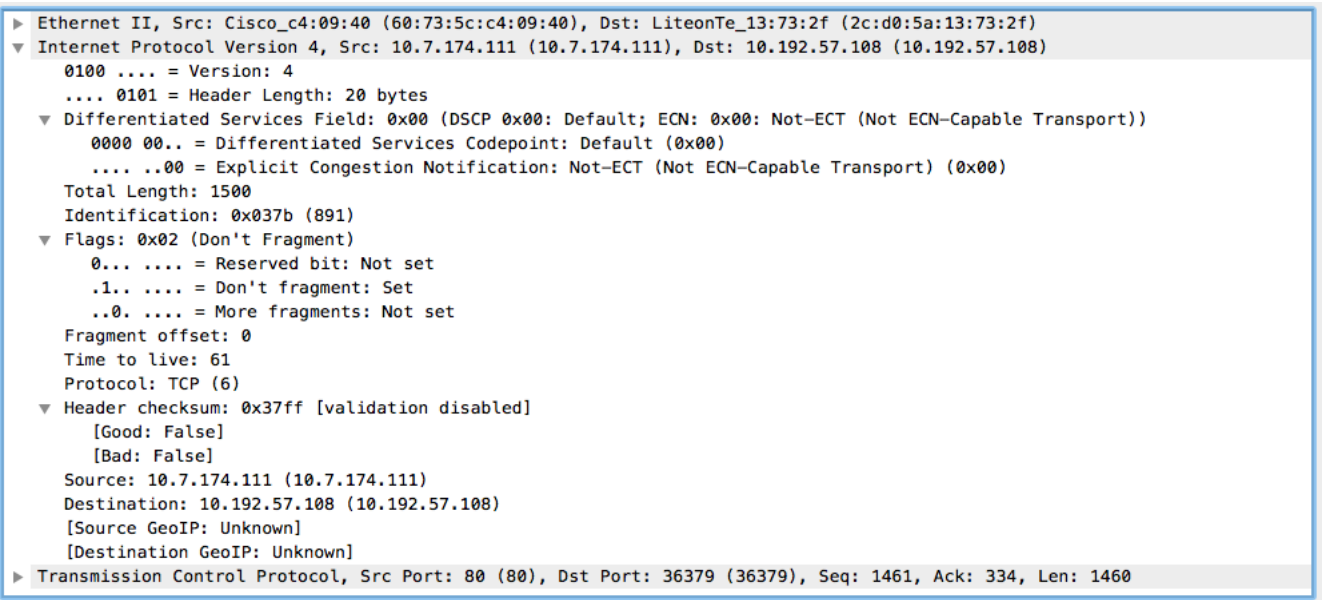 Ethernet II, Src: Cisco_c4:09:40 (60:73:5c:c4:09:40), Dst: LiteonTe_13:73:2f (2c:d0:5a:13:73:2f)
Internet Protocol Version 4, Src: 10.7.174.111 (10.7.174.111), Dst: 10.192.57.108 (10.192.57.108)
0100 .... = Version: 4
.... 0101 = Header Length: 20 bytes
Differentiated Services Field: 0x00 (DSCP 0x00: Default; ECN: 0x00: Not-ECT (Not ECN-Capable Transport))
0000 00.. = Differentiated Services Codepoint: Default (0x00)
.... ..00 = Explicit Congestion Notification: Not-ECT (Not ECN-Capable Transport) (0x00)
Total Length: 1500
Identification: 0x037b (891)
Flags: 0x02 (Don't Fragment)
0... .... = Reserved bit: Not set
.1.. .... = Don't fragment: Set
..0. .... = More fragments: Not set
Fragment offset: 0
Time to live: 61
Protocol: TCP (6)
Header checksum: 0x37ff [validation disabled]
[Good: False]
[Bad: False]
Source: 10.7.174.111 (10.7.174.111)
Destination: 10.192.57.108 (10.192.57.108)
[Source GeoIP: Unknown]
[Destination GeoIP: Unknown]
Transmission Control Protocol, Src Port: 80 (80), Dst Port: 36379 (36379), Seq: 1461, Ack: 334, Len: 1460